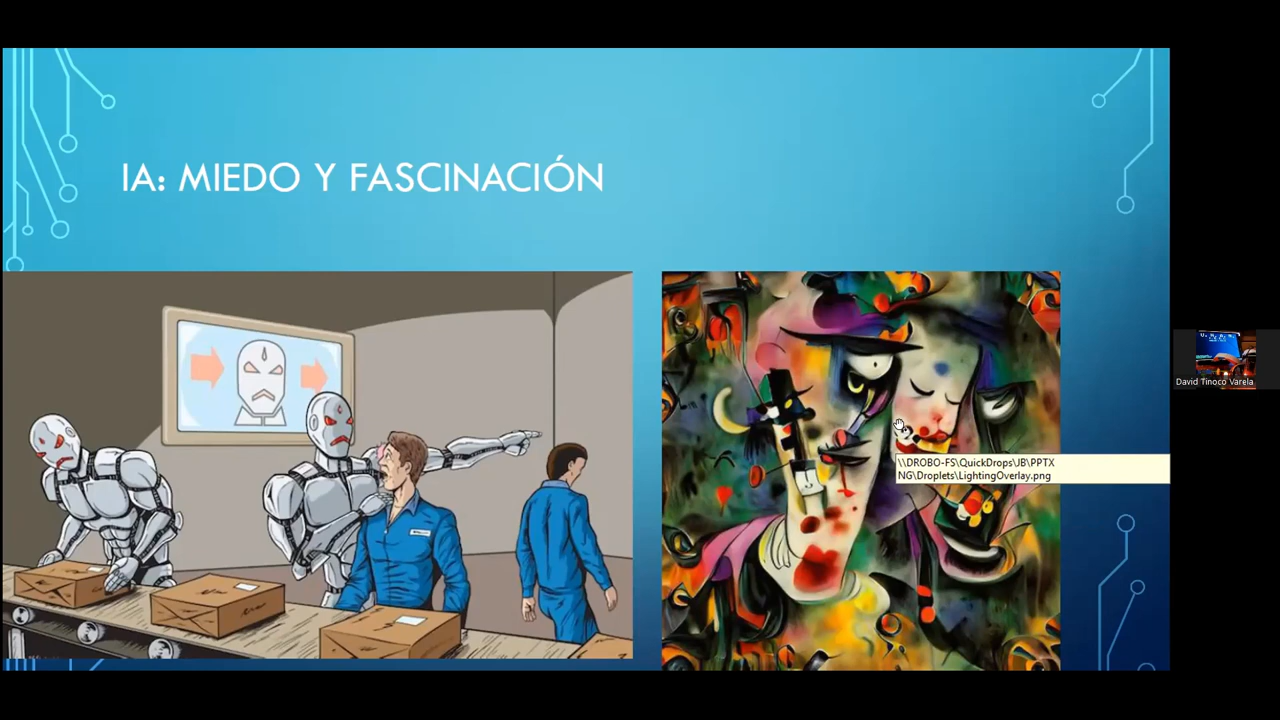 IA: MIEDO Y FASCINACIÓN
\\DROBO-FS\QuickDrops\JB\PPTX
NG\Droplets\LightingOverlay.png
David Tinoco Varela